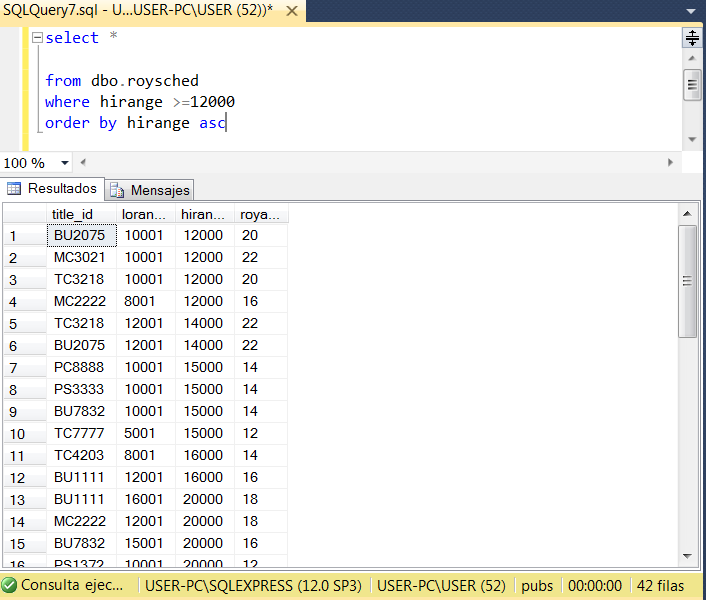 SQLQuery7.sql - U...USER-PC\USER (52))*
select *
from dbo.roysched
where hirange >=12000
order by hirange asc
100 %
Resultados Mensajes
title_id loran... hiran... roya...
1 BU2075 10001 12000 20
2 MC3021 10001 12000 22
3 TC3218 10001 12000 20
4 MC2222 8001 12000 16
5 TC3218 12001 14000 22
6 BU2075 12001 14000 22
7 PC8888 10001 15000 14
8 PS3333 10001 15000 14
9 BU7832 10001 15000 14
10 TC7777 5001 15000 12
11 TC4203 8001 16000 14
12 BU1111 12001 16000 16
13 BU1111 16001 20000 18
14 MC2222 12001 20000 18
15 BU7832 15001 20000 16
16 PS1372 10001 20000 12
Consulta ejec... USER-PC\SQLEXPRESS (12.0 SP3) USER-PC\USER (52) pubs 00:00:00 42 filas